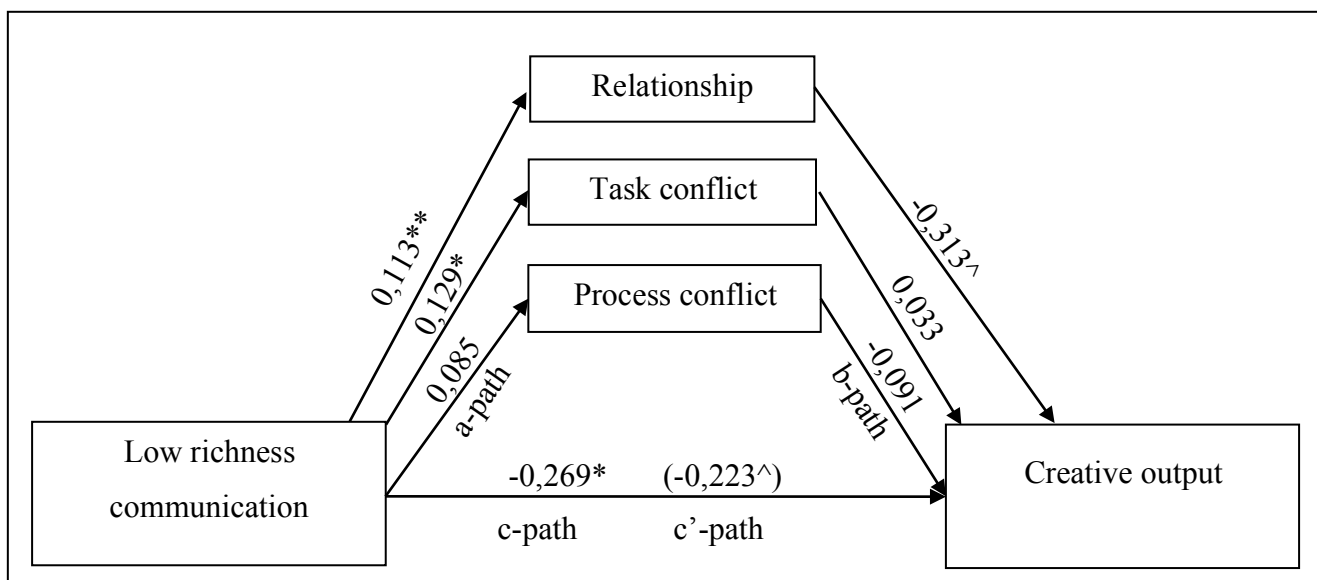 Relationship
Task conflict
Process conflict
0,113**
0,129*
0,085
a-path
-0,313^
0,033
-0,091
b-path
Low richness
communication
-0,269* (-0,223^)
c-path c’-path
Creative output